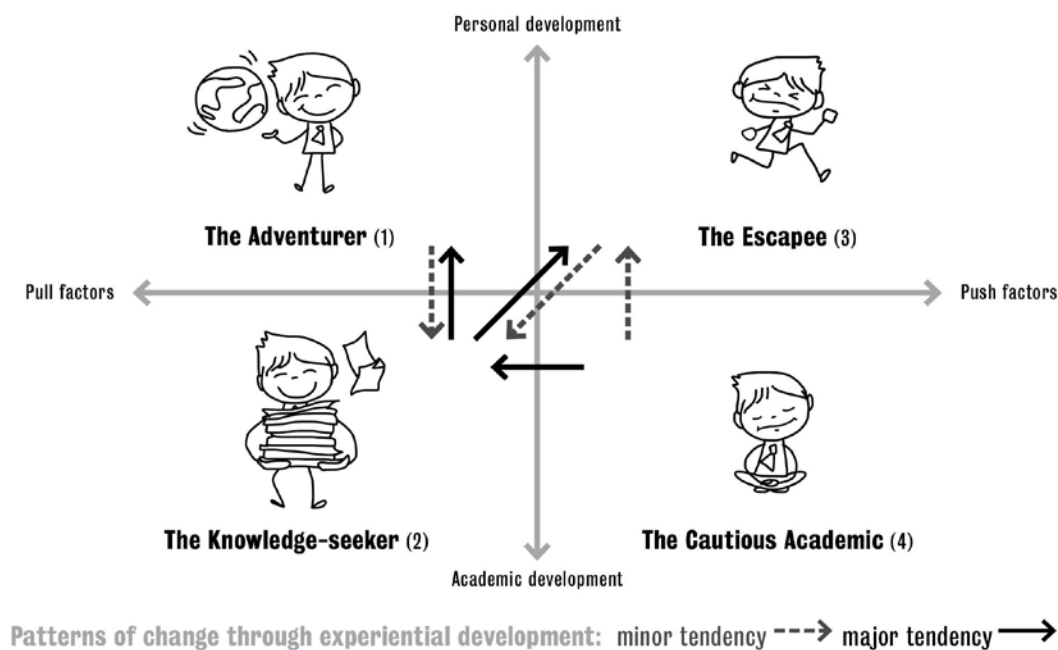 Personal development
The Adventurer (1)
The Escapee (3)
Pull factors
Push factors
The Knowledge-seeker (2)
The Cautious Academic (4)
Academic development
Patterns of change through experiential development: minor tendency major tendency